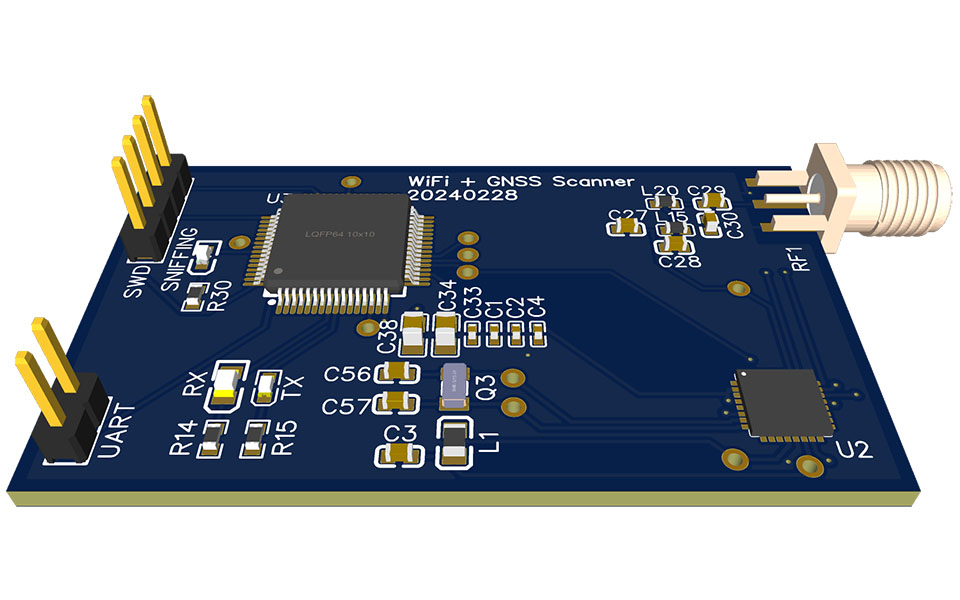 WiFi + GNSS Scanner
20240228
LQFP64 10x10
SWD
SNIFFING
R30
L20
C29
C27
L15
C30
C28
RF1
C38
C34
C33
C1
C2
C4
C56
C57
Q3
C3
L1
RX
TX
R14
R15
UART
U2